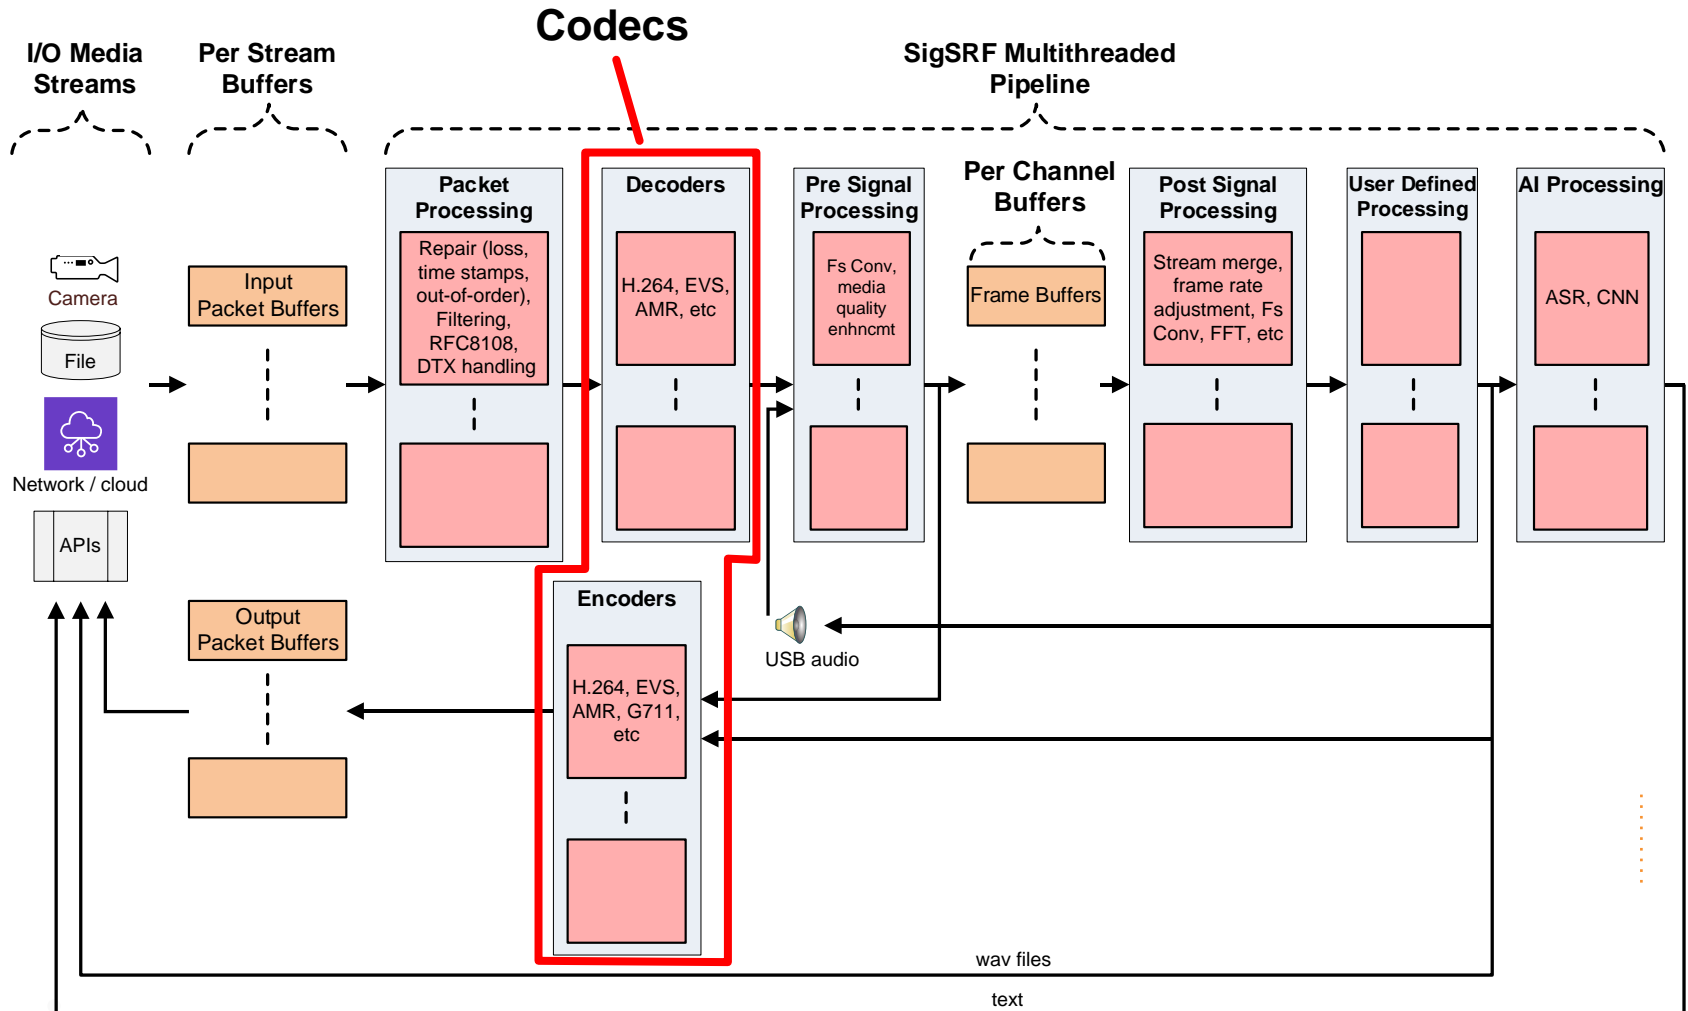 Codecs
I/O Media
Streams
Per Stream
Buffers
SigSRF Multithreaded
Pipeline
Packet
Processing
Repair (loss,
time stamps,
out-of-order),
Filtering,
RFC8108,
DTX handling
Decoders
H.264, EVS,
AMR, etc
Pre Signal
Processing
Fs Conv,
media
quality
enhncmt
Per Channel
Buffers
Frame Buffers
Post Signal
Processing
Stream merge,
frame rate
adjustment, Fs
Conv, FFT, etc
User Defined
Processing
AI Processing
ASR, CNN
Camera
File
Network / cloud
APIs
Input
Packet Buffers
Output
Packet Buffers
Encoders
H.264, EVS,
AMR, G711,
etc
USB audio
wav files
text